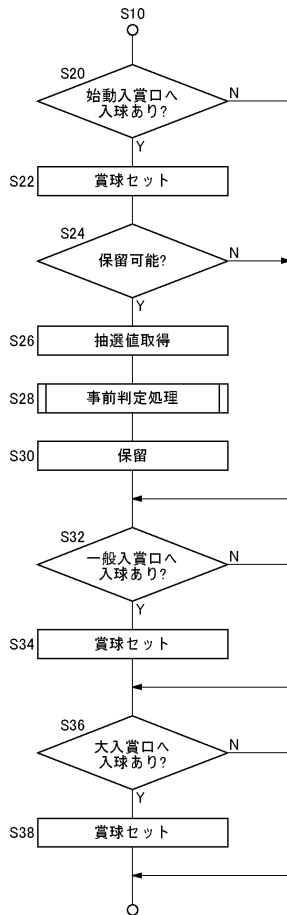 S10
S20
始動入賞口へ
入球あり?
N
Y
S22
賞球セット
S24
保留可能?
N
Y
S26
抽選値取得
S28
事前判定処理
S30
保留
S32
一般入賞口へ
入球あり?
N
Y
S34
賞球セット
S36
大入賞口へ
入球あり?
N
Y
S38
賞球セット